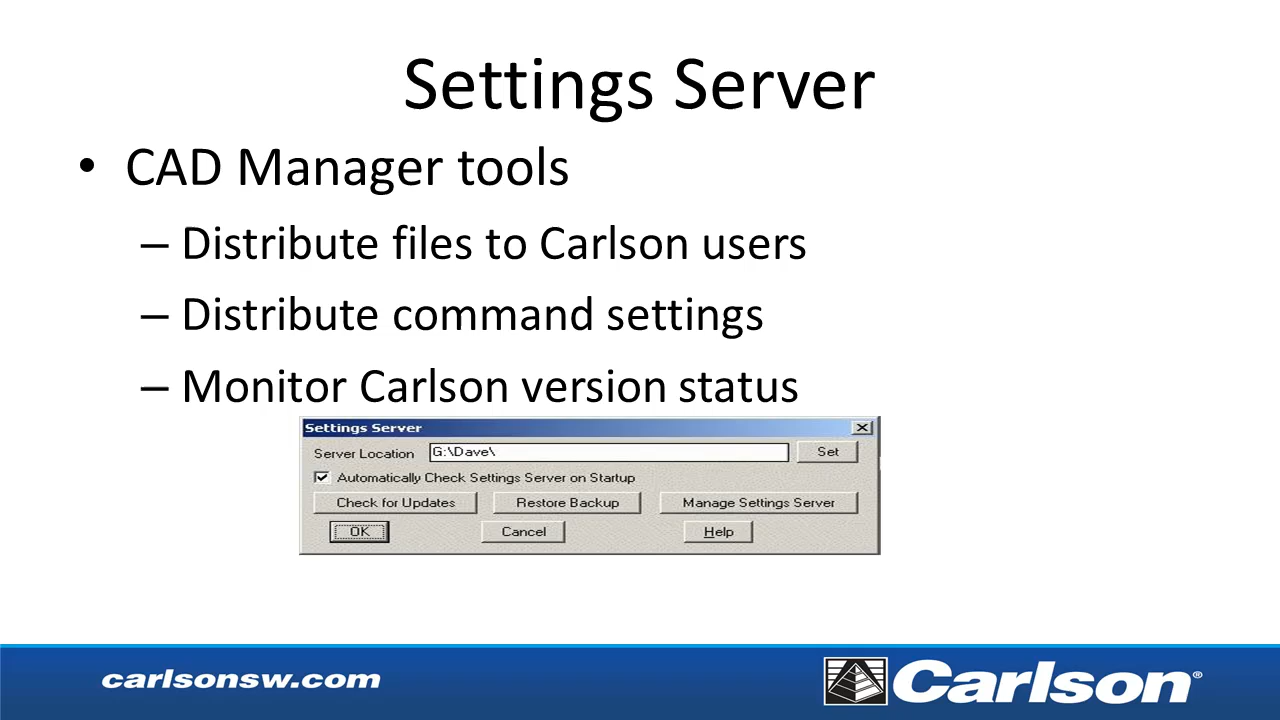 Settings Server
• CAD Manager tools
– Distribute files to Carlson users
– Distribute command settings
– Monitor Carlson version status
Settings Server
Server Location G:\Dave\ Set
Automatically Check Settings Server on Startup
Check for Updates Restore Backup Manage Settings Server
OK Cancel Help
carlsonsw.com Carlson®